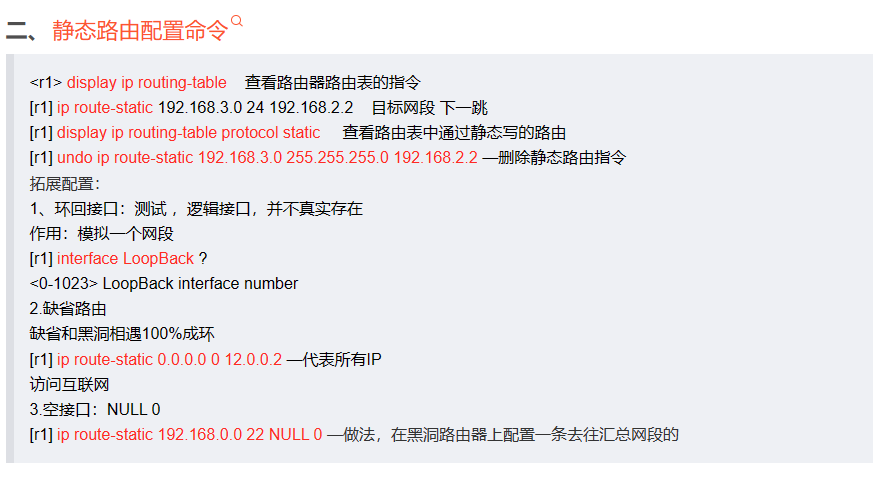 二、静态路由配置命令
<r1> display ip routing-table 查看路由器路由表的指令
[r1] ip route-static 192.168.3.0 24 192.168.2.2 目标网段 下一跳
[r1] display ip routing-table protocol static 查看路由表中通过静态写的路由
[r1] undo ip route-static 192.168.3.0 255.255.255.0 192.168.2.2 —删除静态路由指令
拓展配置：
1、环回接口：测试 ，逻辑接口，并不真实存在
作用：模拟一个网段
[r1] interface LoopBack ?
<0-1023> LoopBack interface number
2.缺省路由
缺省和黑洞相遇100%成环
[r1] ip route-static 0.0.0.0 0 12.0.0.2 —代表所有IP
访问互联网
3.空接口：NULL 0
[r1] ip route-static 192.168.0.0 22 NULL 0 —做法，在黑洞路由器上配置一条去往汇总网段的